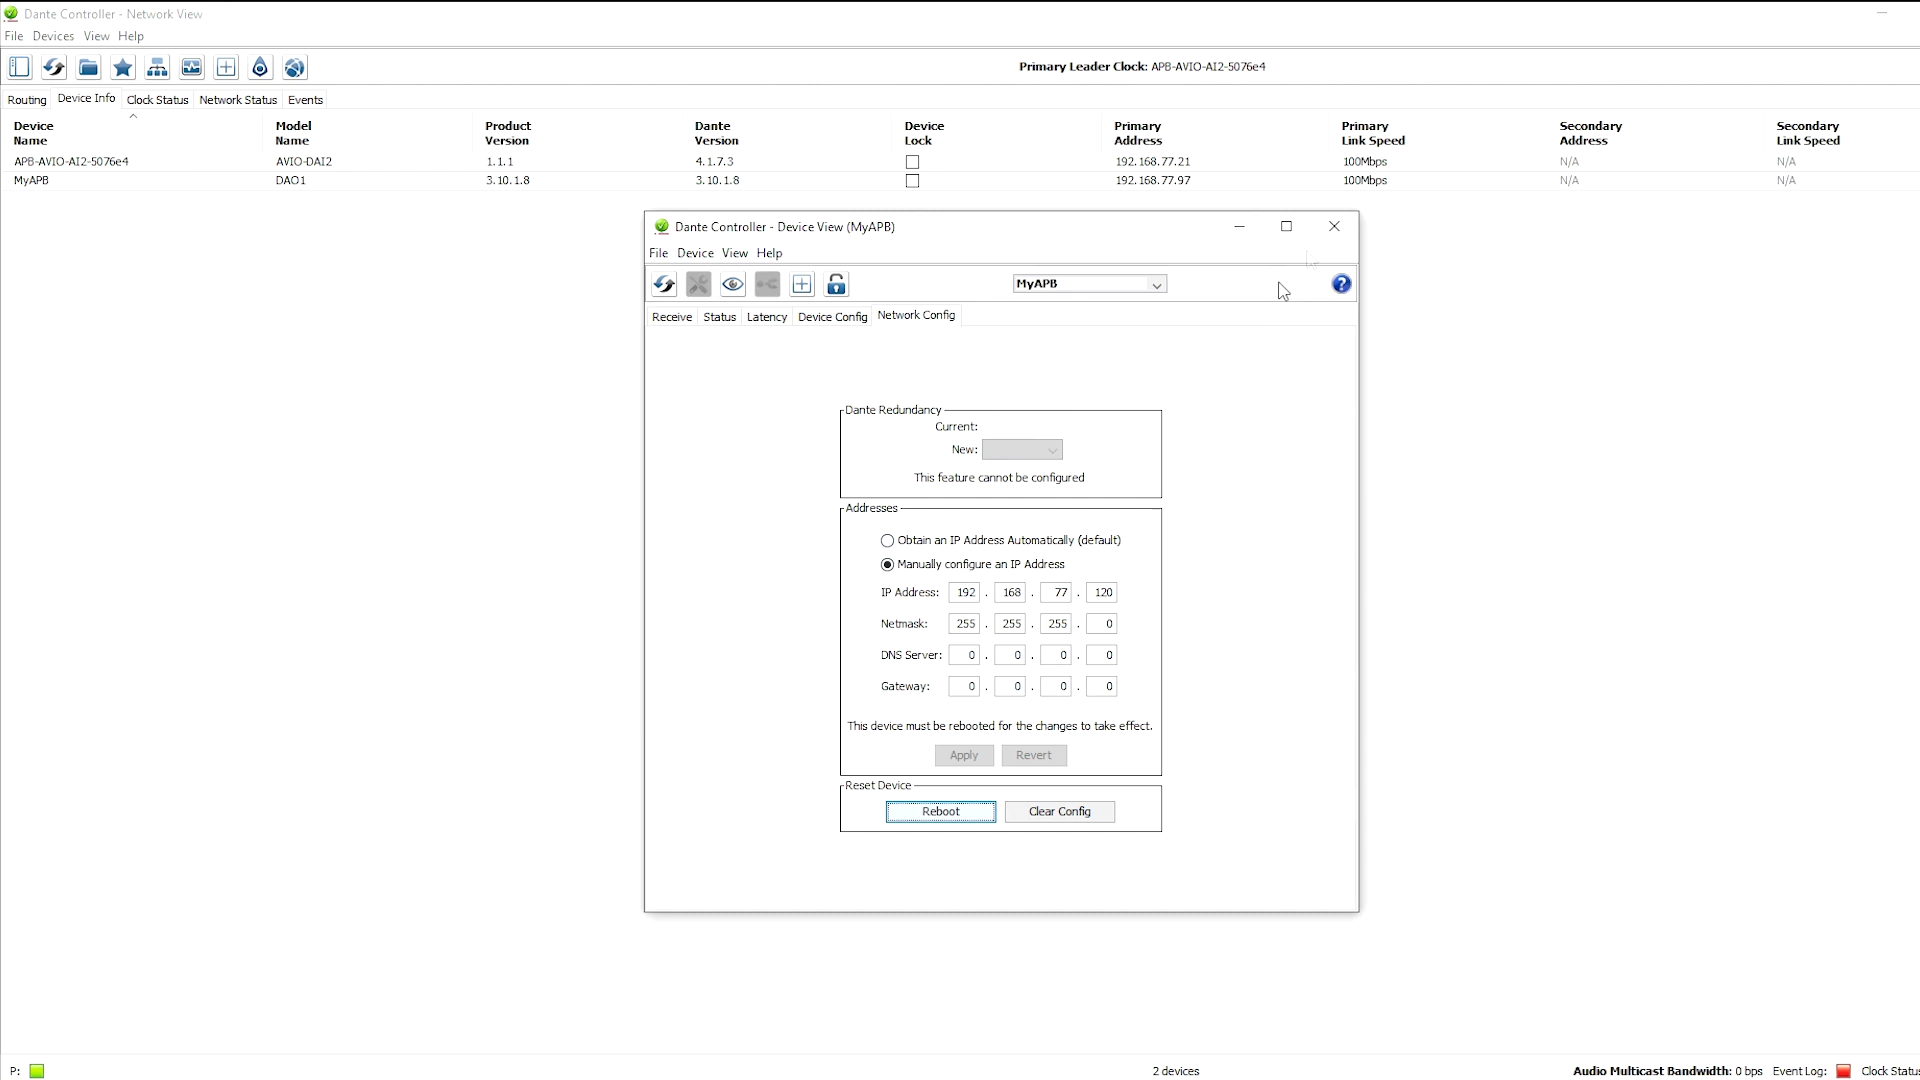 Dante Controller - Network View
File Devices View Help
Primary Leader Clock: APB-AVIO-AI2-5076e4
Routing Device Info Clock Status Network Status Events
Device Name Model Name Product Version Dante Version Device Lock Primary Address Primary Link Speed Secondary Address Secondary Link Speed
APB-AVIO-AI2-5076e4 AVIO-DAI2 1.1.1 4.1.7.3 192.168.77.21 100Mbps N/A N/A
MyAPB DAO1 3.10.1.8 3.10.1.8 192.168.77.97 100Mbps N/A N/A
Dante Controller - Device View (MyAPB)
File Device View Help
MyAPB
?
Receive Status Latency Device Config Network Config
Dante Redundancy
Current:
New:
This feature cannot be configured
Addresses
Obtain an IP Address Automatically (default)
Manually configure an IP Address
IP Address: 192 . 168 . 77 . 120
Netmask: 255 . 255 . 255 . 0
DNS Server: 0 . 0 . 0 . 0
Gateway: 0 . 0 . 0 . 0
This device must be rebooted for the changes to take effect.
Apply Revert
Reset Device
Reboot Clear Config
P: 2 devices Audio Multicast Bandwidth: 0 bps Event Log: Clock Status